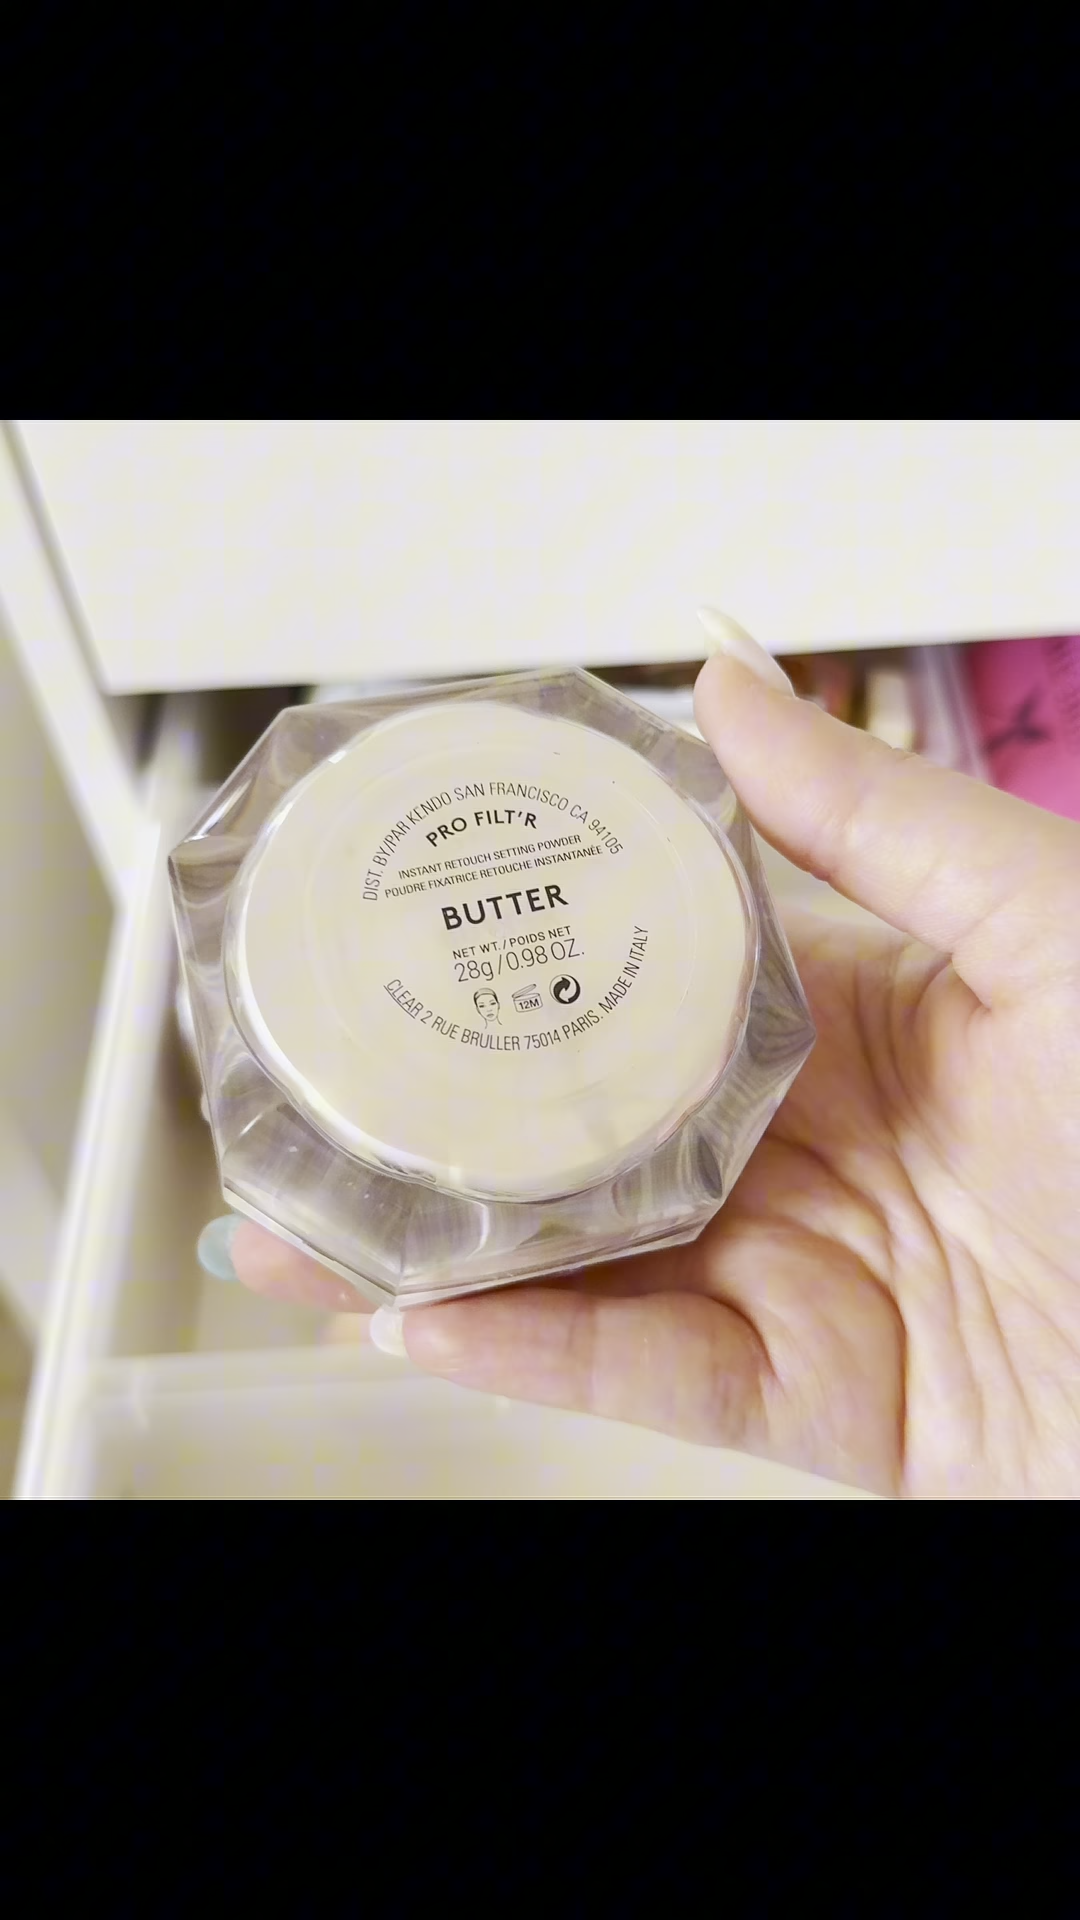 DIST. BY/PAR KENDO SAN FRANCISCO CA 94105
PRO FILT'R
INSTANT RETOUCH SETTING POWDER
POUDRE FIXATRICE RETOUCHE INSTANTANÉE
BUTTER
NET WT. / POIDS NET
28g/0.98 OZ.
12M
CLEAR 2 RUE BRULLER 75014 PARIS. MADE IN ITALY